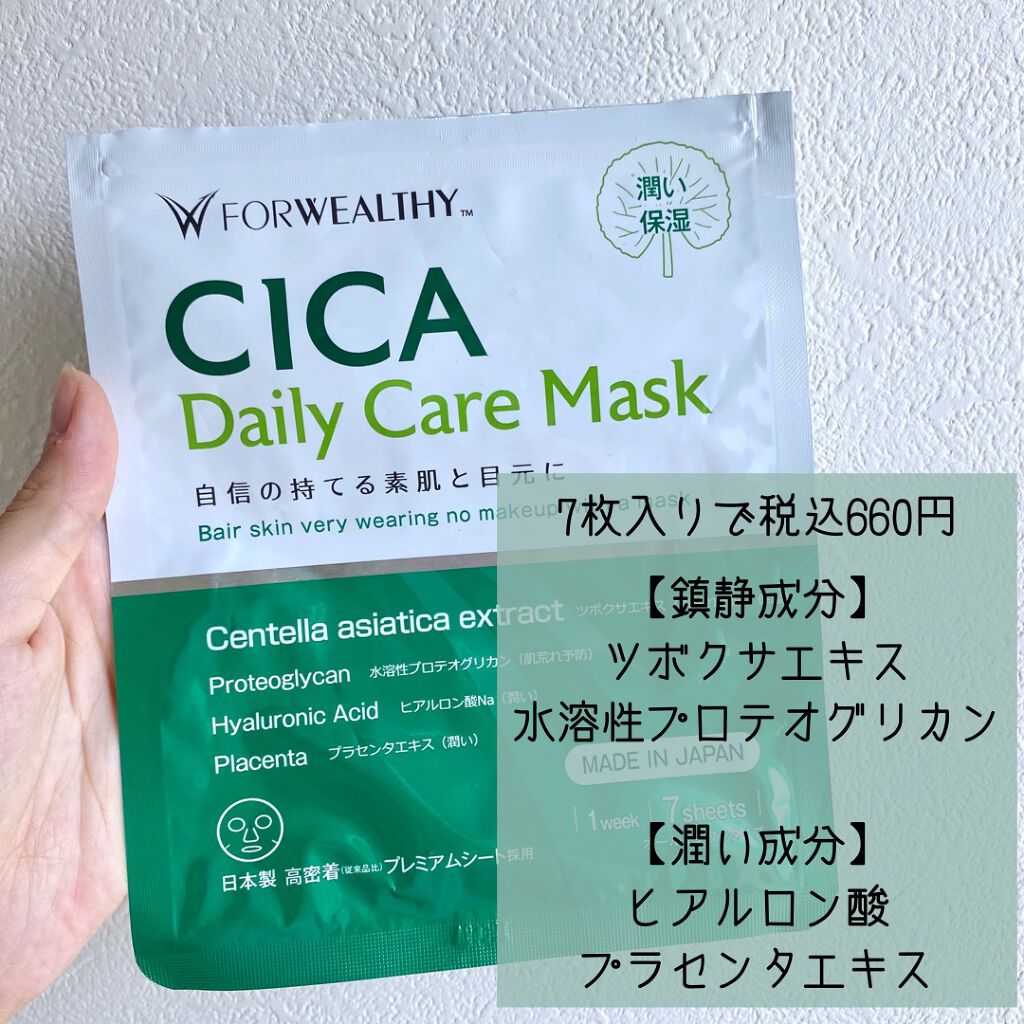 FORWEALTHY™
潤い
保湿
CICA
Daily Care Mask
自信の持てる素肌と目元に
Bair skin very wearing no makeup with a mask.
7枚入りで税込660円
【鎮静成分】
ツボクサエキス
水溶性プロテオグリカン
【潤い成分】
ヒアルロン酸
プラセンタエキス
Centella asiatica extract ツボクサエキス
Proteoglycan 水溶性プロテオグリカン（肌荒れ予防）
Hyaluronic Acid ヒアルロン酸Na（潤い）
Placenta プラセンタエキス（潤い）
MADE IN JAPAN
1 week 7 sheets
日本製 高密着（従来品比）プレミアムシート採用